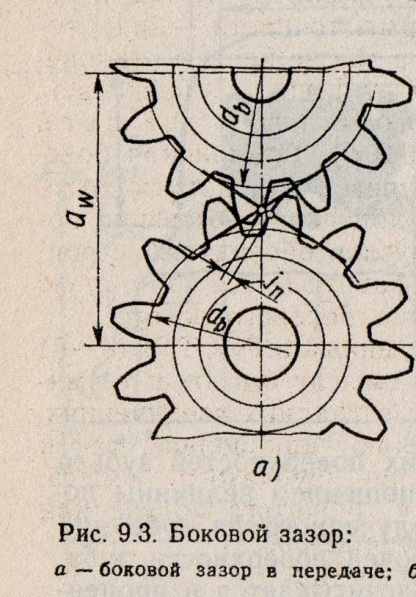 d_b
a_w
j_n
d_b
а)
Рис. 9.3. Боковой зазор:
а — боковой зазор в передаче; б